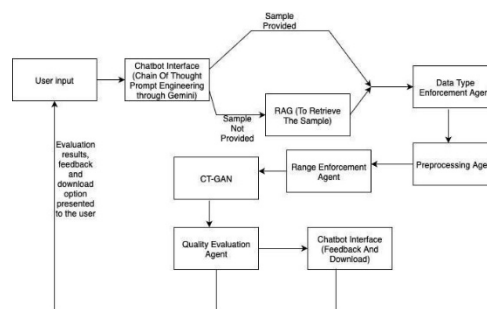 Sample
Provided
User input
Chatbot Interface
(Chain Of Thought
Prompt Engineering
through Gemini)
Data Type
Enforcement Agent
Sample
Not
Provided
RAG (To Retrieve
The Sample)
Evaluation
results,
feedback
and
download
option
presented
to the user
CT-GAN
Range Enforcement
Agent
Preprocessing Agent
Quality Evaluation
Agent
Chatbot Interface
(Feedback And
Download)